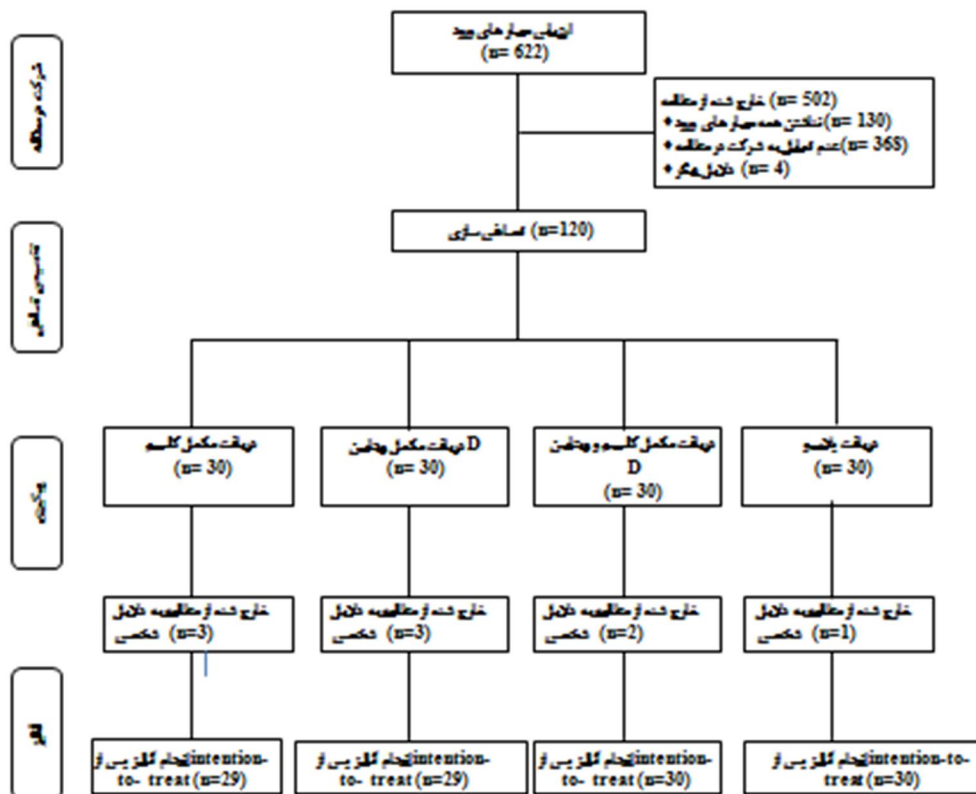 ارزیابی معیارهای ورود
(n= 622)
شرکت در مطالعه
خارج شده از مطالعه (n= 502)
♦ نداشتن همه معیارهای ورود (n= 130)
♦ عدم تمایل به شرکت در مطالعه (n= 368)
♦ دلایل دیگر (n= 4)
تصادفی سازی (n=120)
دریافت مکمل کلسیم
(n= 30)
دریافت مکمل ویتامین D
(n= 30)
دریافت مکمل کلسیم و ویتامین
D
(n= 30)
دریافت پلاسبو
(n= 30)
خارج شده از مطالعه به دلایل
شخصی (n=3)
خارج شده از مطالعه به دلایل
شخصی (n=3)
خارج شده از مطالعه به دلایل
شخصی (n=2)
خارج شده از مطالعه به دلایل
شخصی (n=1)
آنالیز
انجام آنالیز پس از intention-
to- treat (n=29)
انجام آنالیز پس از intention-
to- treat (n=29)
انجام آنالیز پس از intention-
to- treat (n=30)
انجام آنالیز پس از intention-to-
treat (n=30)